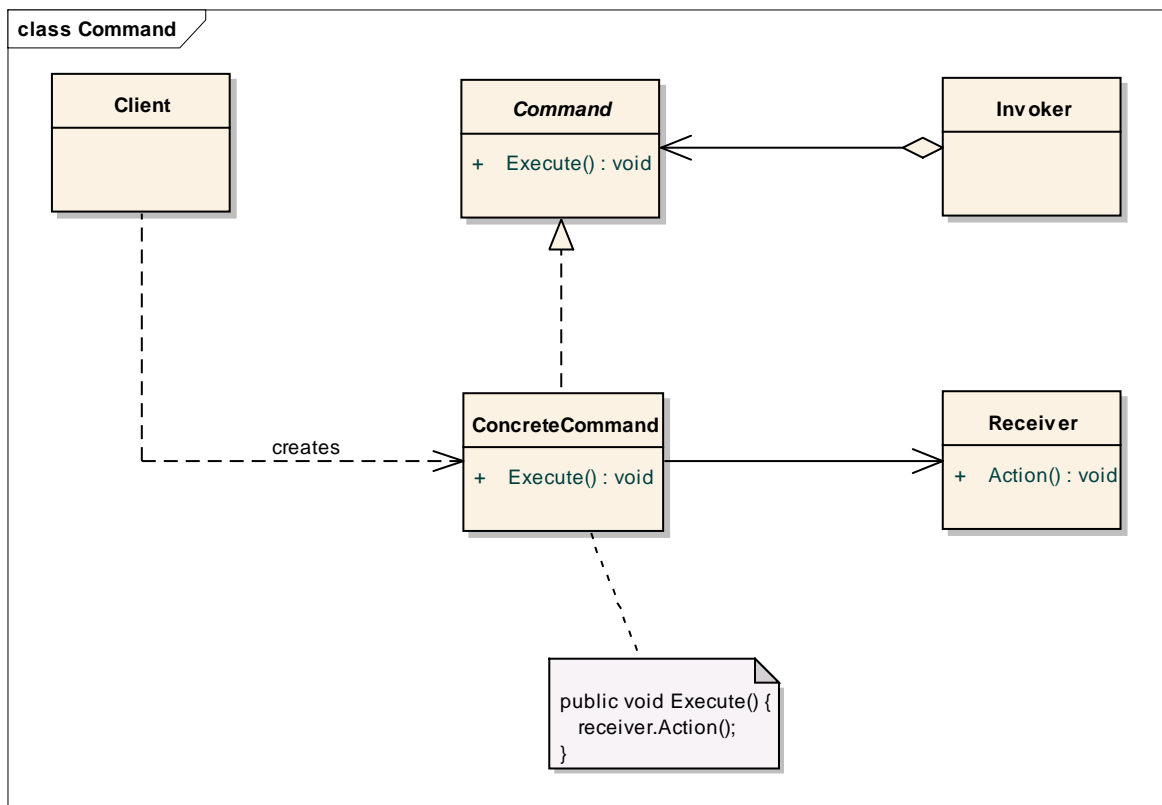 class Command
Client
Command
+ Execute() : void
Invoker
creates
ConcreteCommand
+ Execute() : void
Receiver
+ Action() : void
public void Execute() {
receiver.Action();
}